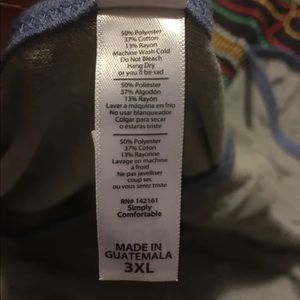 50% Polyester
37% Cotton
13% Rayon
Machine Wash Cold
Do Not Bleach
Hang Dry
or you'll be sad
50% Poliéster
37% Algodón
13% Rayón
Lavar a máquina en frío
No usar blanqueador
Colgar para secar
o estarás triste
50% Polyester
37% Coton
13% Rayonne
Lavage en machine
à froid
Ne pas javelliser
coup sec
ou vous serez triste
RN# 142161
Simply
Comfortable
MADE IN
GUATEMALA
3XL